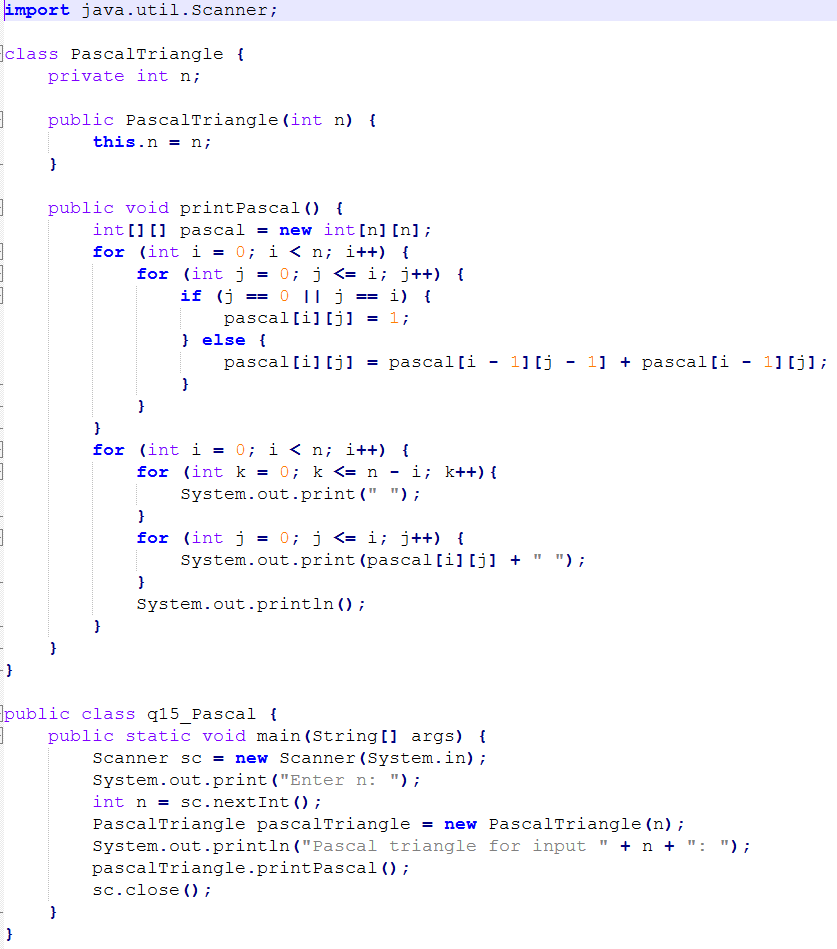 import java.util.Scanner;

class PascalTriangle {
    private int n;

    public PascalTriangle(int n) {
        this.n = n;
    }

    public void printPascal() {
        int[][] pascal = new int[n][n];
        for (int i = 0; i < n; i++) {
            for (int j = 0; j <= i; j++) {
                if (j == 0 || j == i) {
                    pascal[i][j] = 1;
                } else {
                    pascal[i][j] = pascal[i - 1][j - 1] + pascal[i - 1][j];
                }
            }
        }
        for (int i = 0; i < n; i++) {
            for (int k = 0; k <= n - i; k++){
                System.out.print(" ");
            }
            for (int j = 0; j <= i; j++) {
                System.out.print(pascal[i][j] + " ");
            }
            System.out.println();
        }
    }
}

public class q15_Pascal {
    public static void main(String[] args) {
        Scanner sc = new Scanner(System.in);
        System.out.print("Enter n: ");
        int n = sc.nextInt();
        PascalTriangle pascalTriangle = new PascalTriangle(n);
        System.out.println("Pascal triangle for input " + n + ": ");
        pascalTriangle.printPascal();
        sc.close();
    }
}